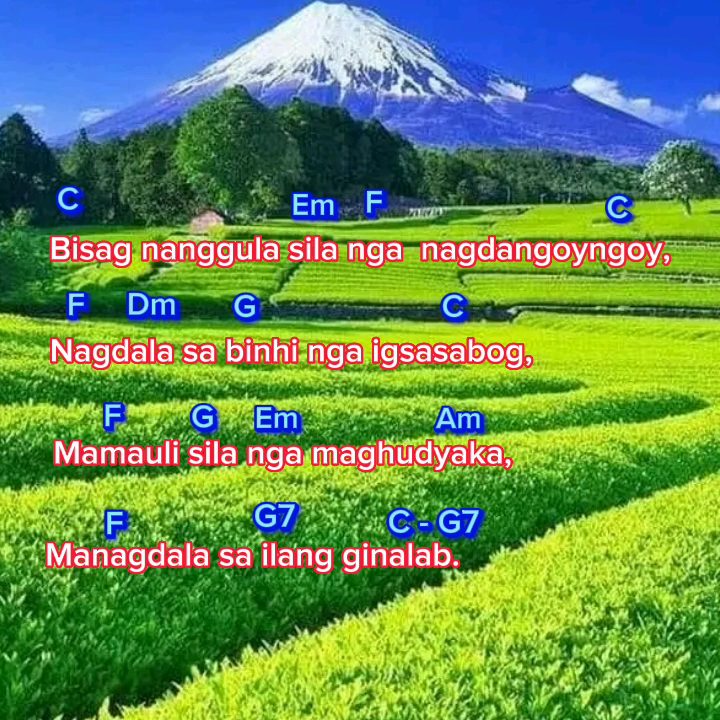 C Em F C
Bisag nanggula sila nga nagdangoyngoy,
F Dm G C
Nagdala sa binhi nga igsasabog,
F G Em Am
Mamauli sila nga maghudyaka,
F G7 C - G7
Managdala sa ilang ginalab.